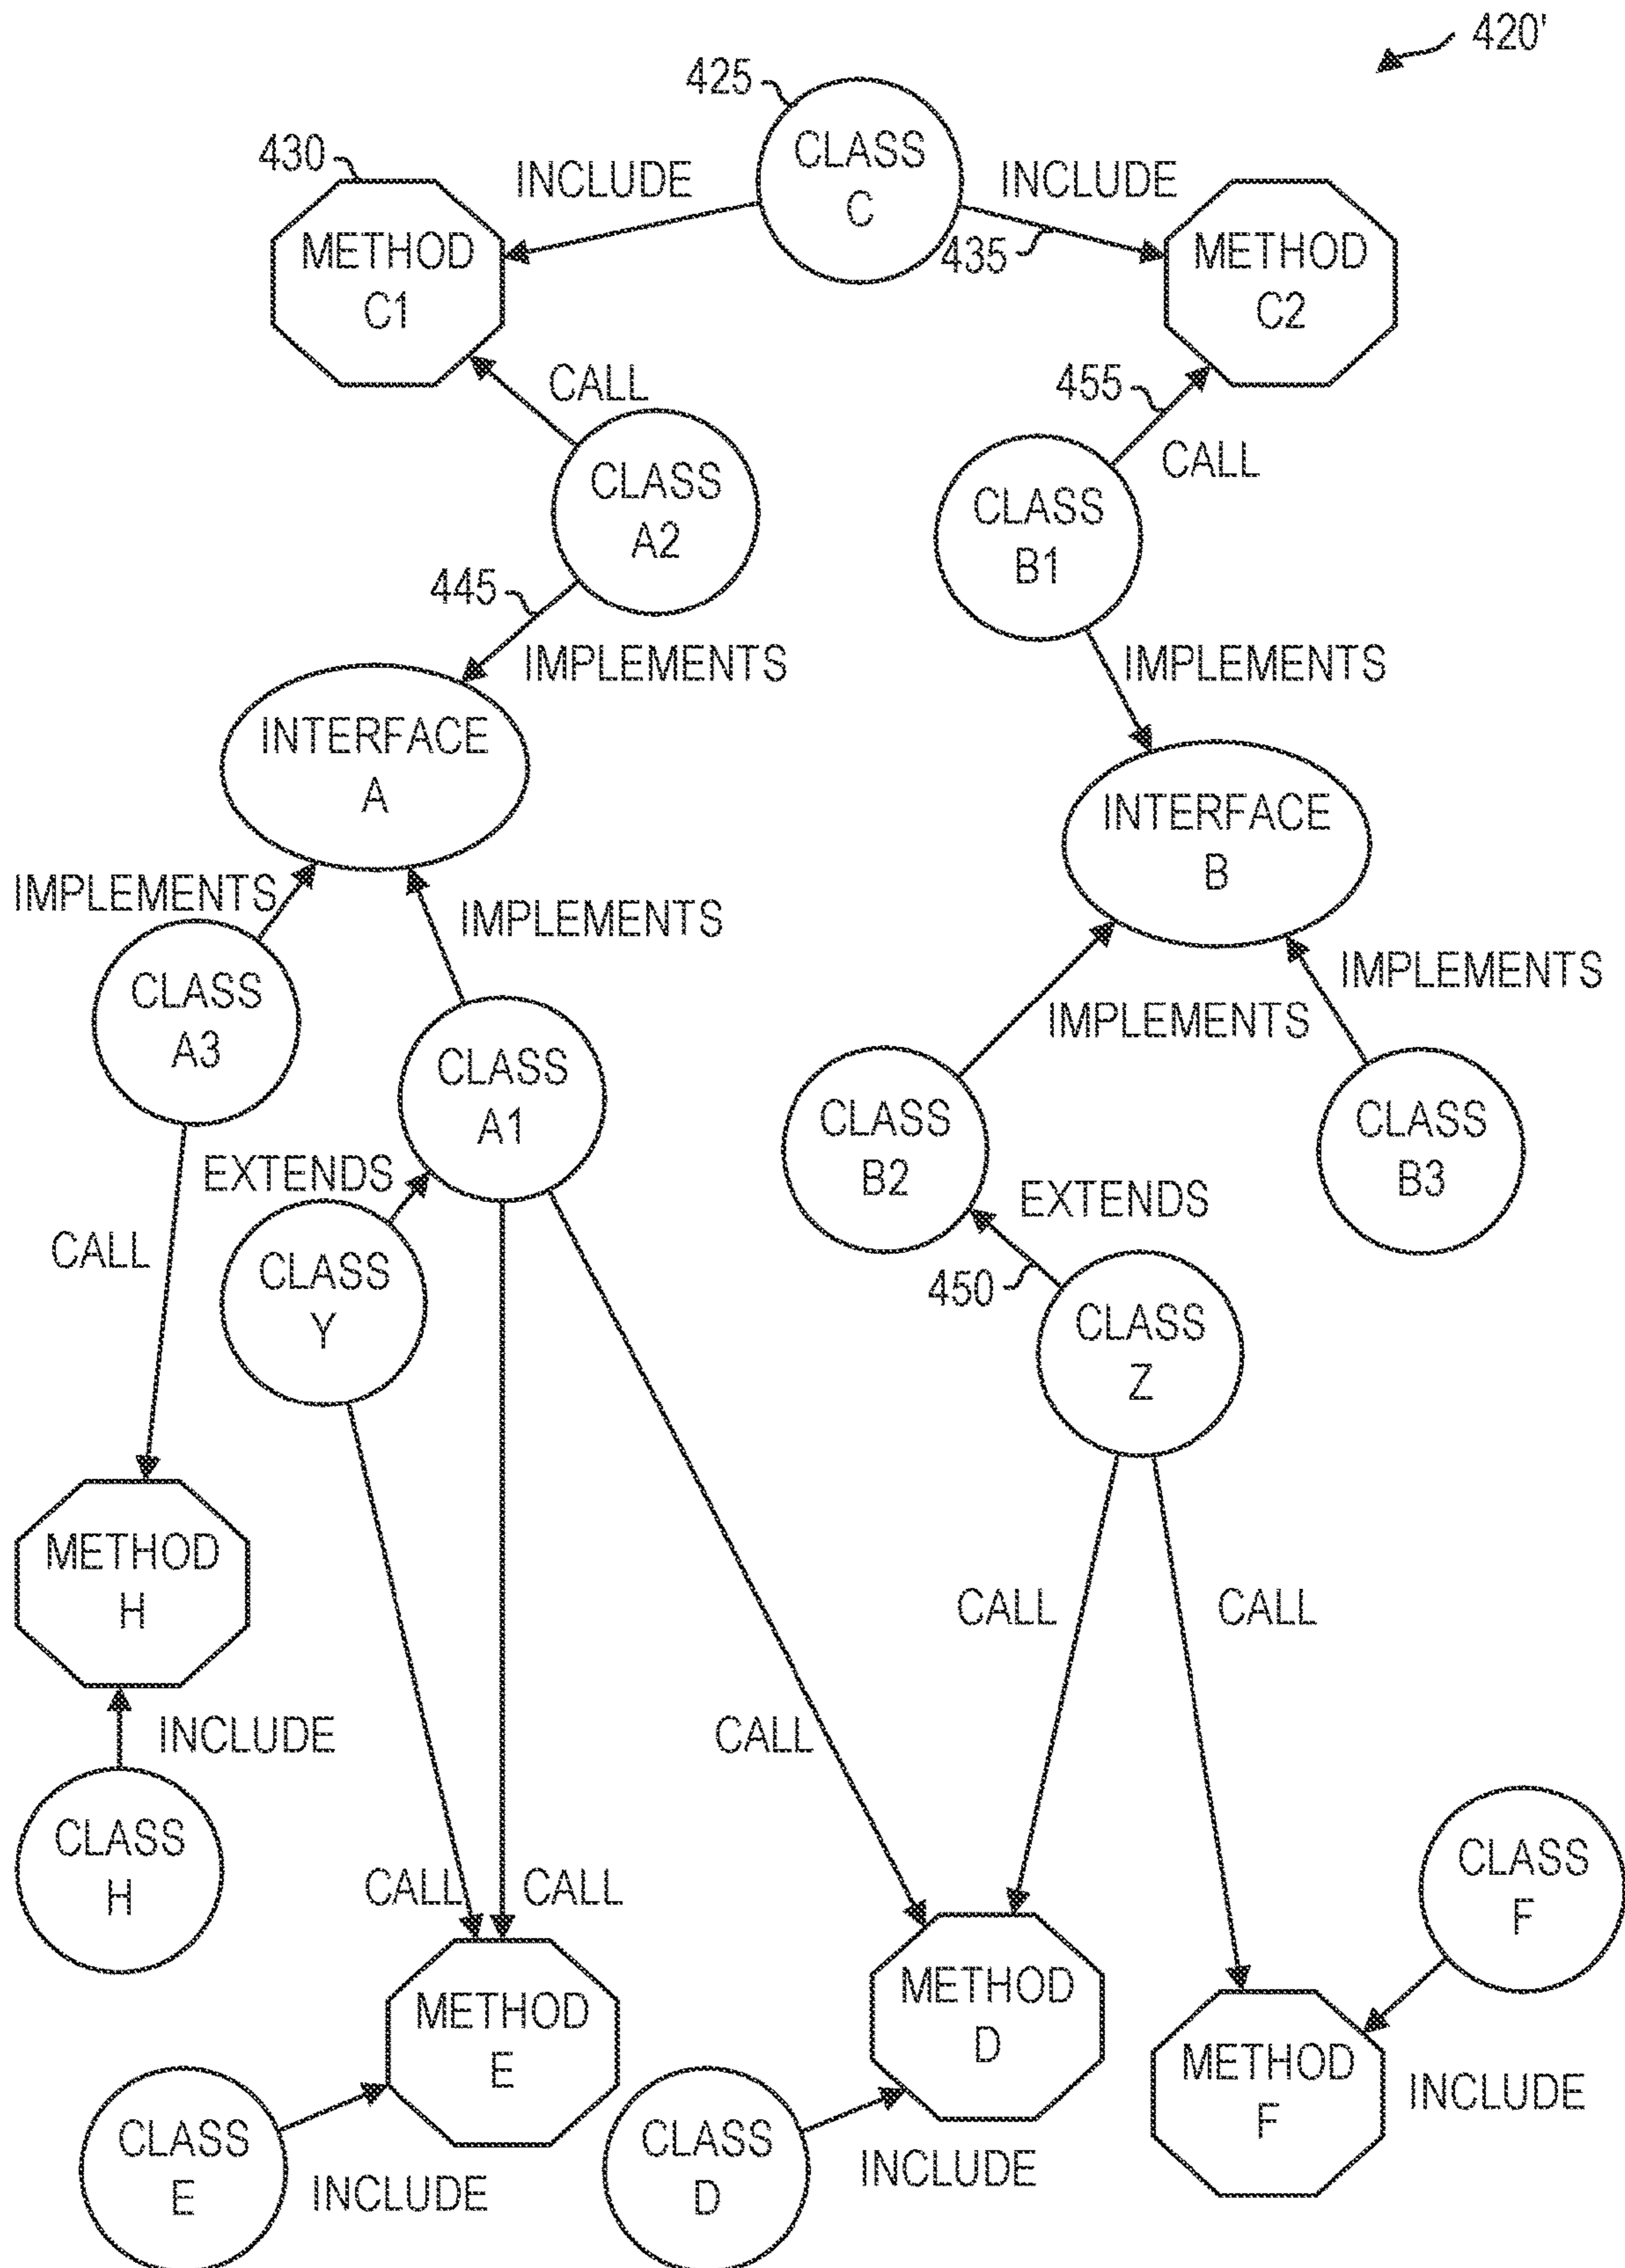 420'
425
CLASS
C
430
INCLUDE
INCLUDE
METHOD
C1
435
METHOD
C2
CALL
455
CALL
CLASS
A2
CLASS
B1
445
IMPLEMENTS
IMPLEMENTS
INTERFACE
A
INTERFACE
B
IMPLEMENTS
IMPLEMENTS
IMPLEMENTS
IMPLEMENTS
CLASS
A3
CLASS
A1
CLASS
B2
CLASS
B3
EXTENDS
EXTENDS
CALL
CLASS
Y
450
CLASS
Z
METHOD
H
CALL
CALL
INCLUDE
CALL
CLASS
H
CALL
CALL
CLASS
F
METHOD
E
METHOD
D
METHOD
F
INCLUDE
CLASS
E
INCLUDE
CLASS
D
INCLUDE